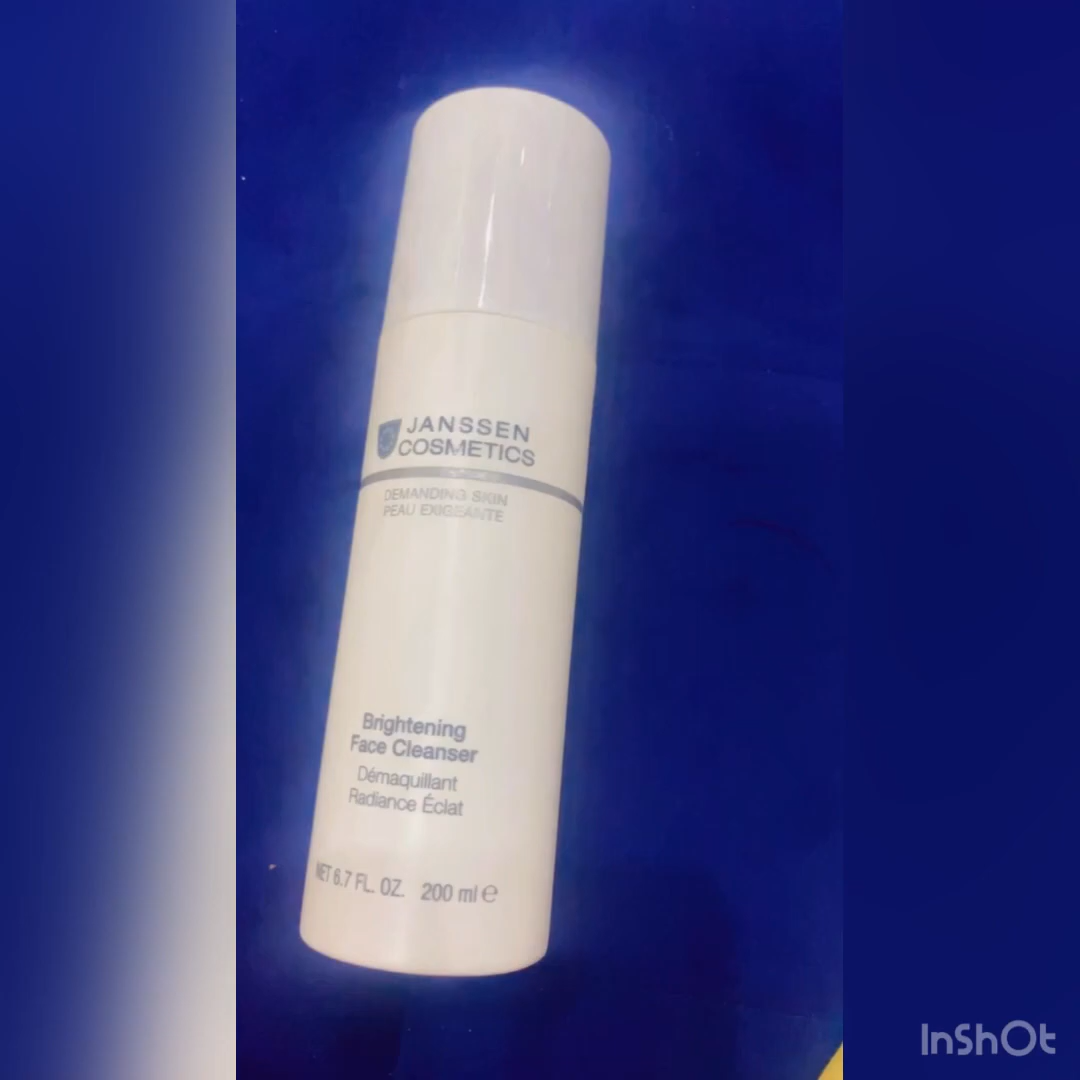 JANSSEN
COSMETICS
DEMANDING SKIN
PEAU EXIGEANTE
Brightening
Face Cleanser
Démaquillant
Radiance Éclat
NET 6.7 FL. OZ. 200 ml e
InShOt